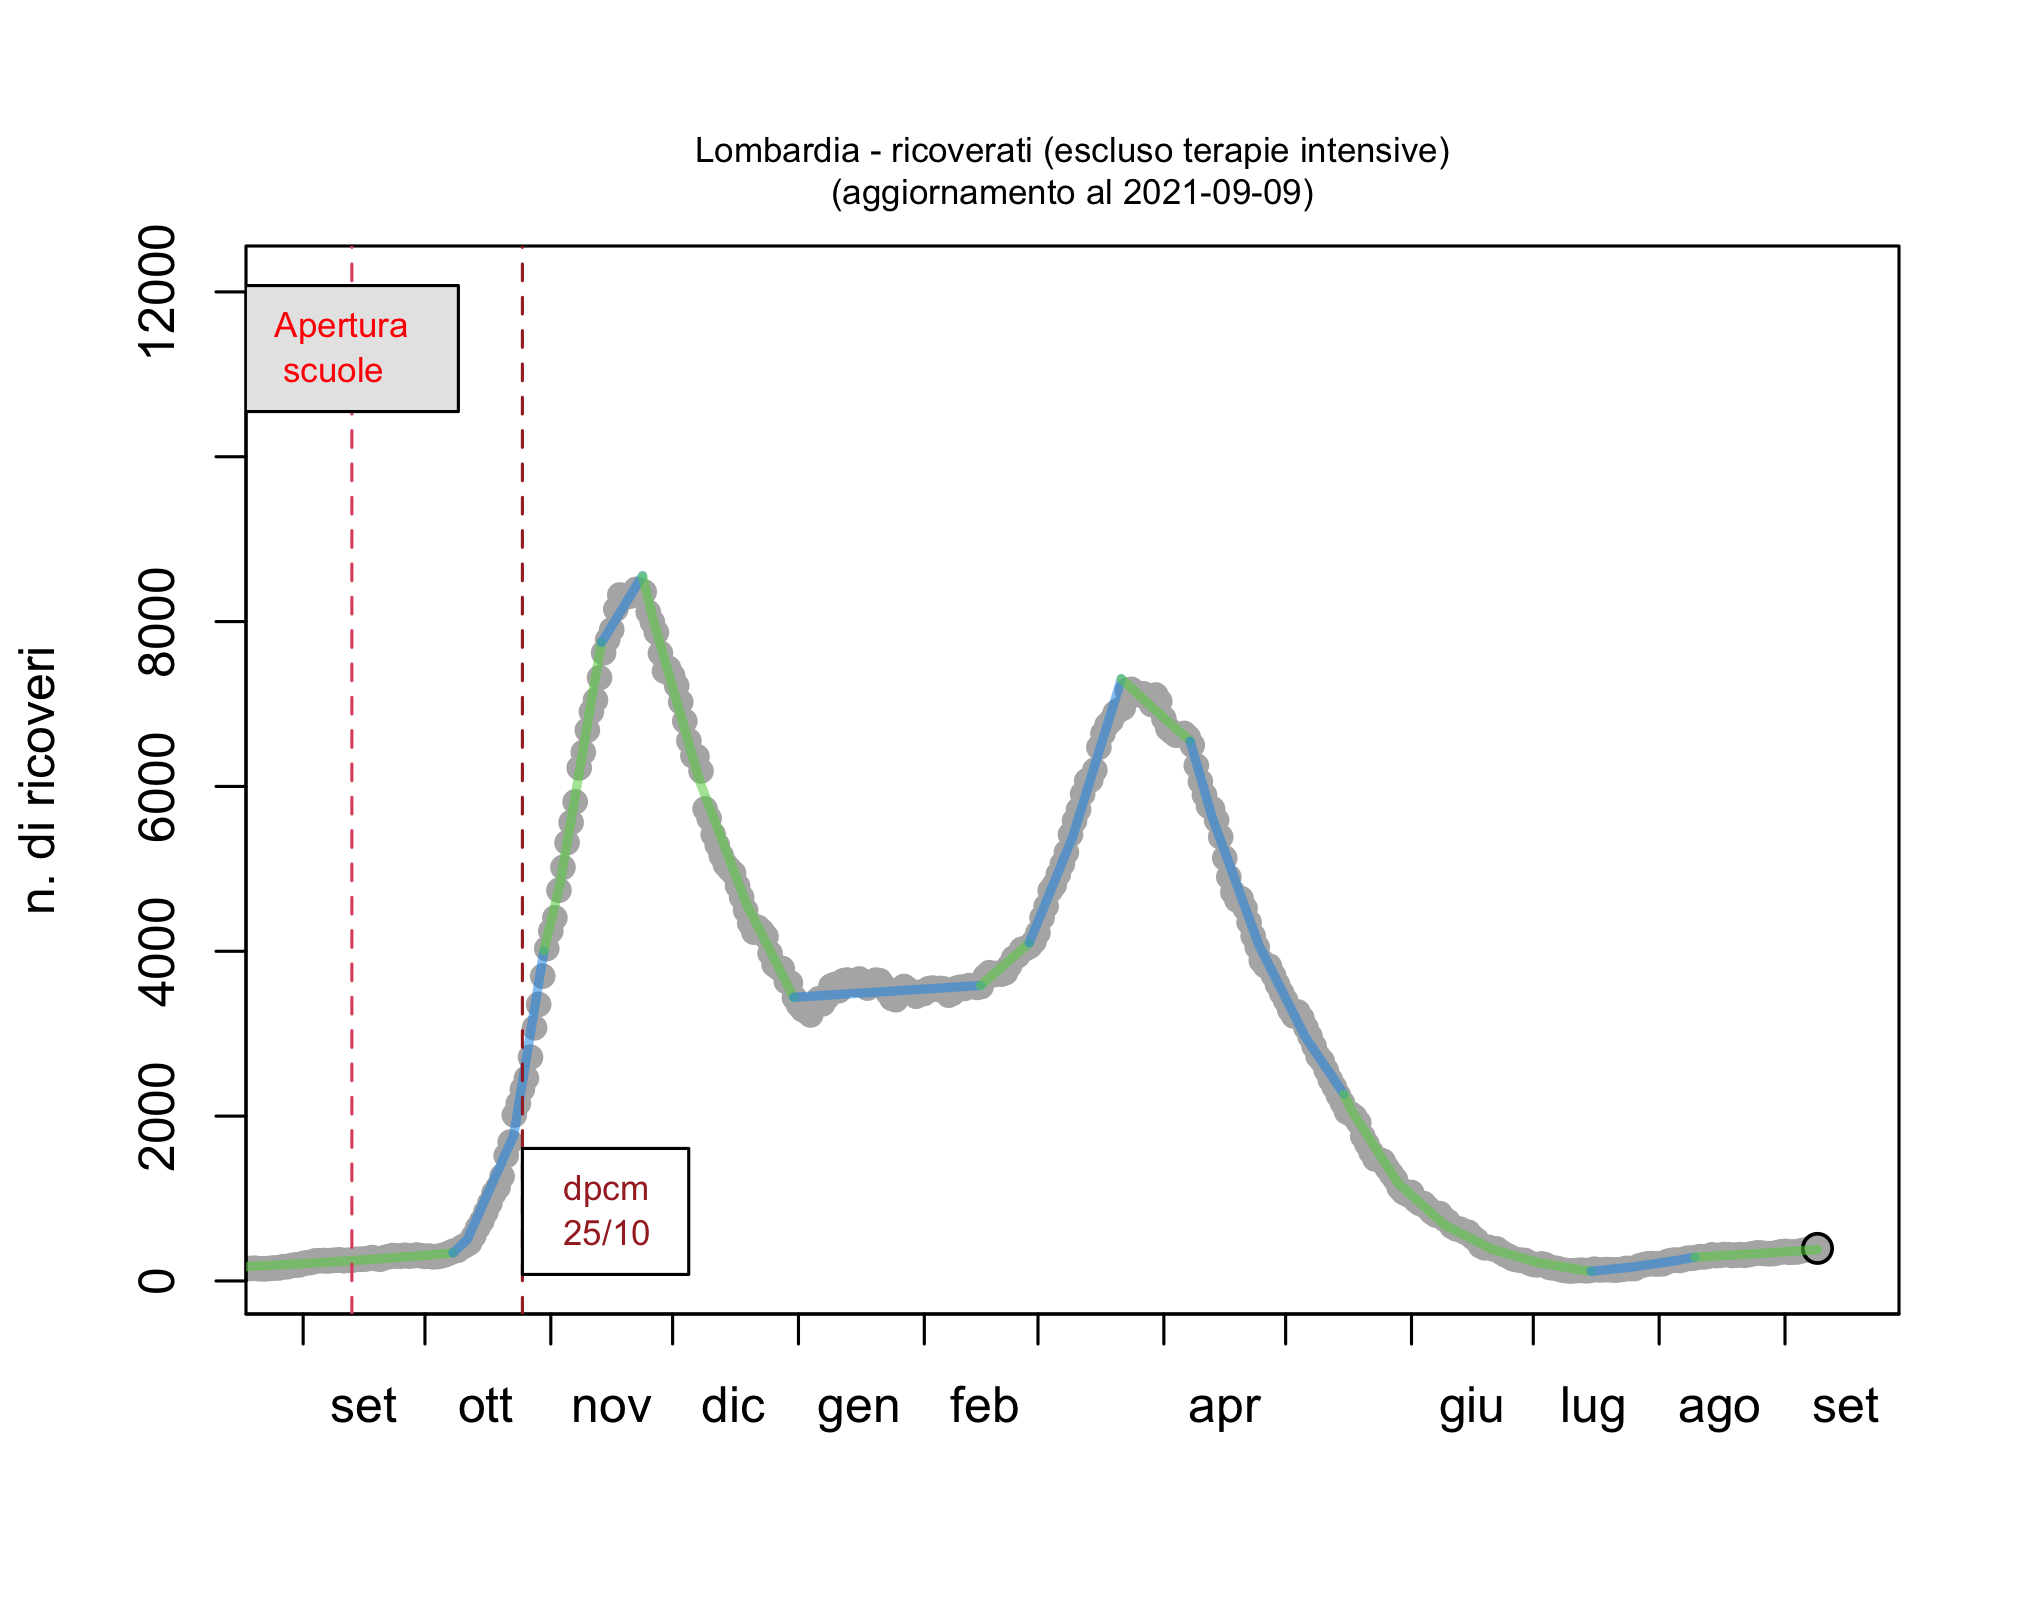 Lombardia - ricoverati (escluso terapie intensive)
(aggiornamento al 2021-09-09)
12000
Apertura
scuole
8000
6000
4000
2000
0
n. di ricoveri
dpcm
25/10
set ott nov dic gen feb apr giu lug ago set